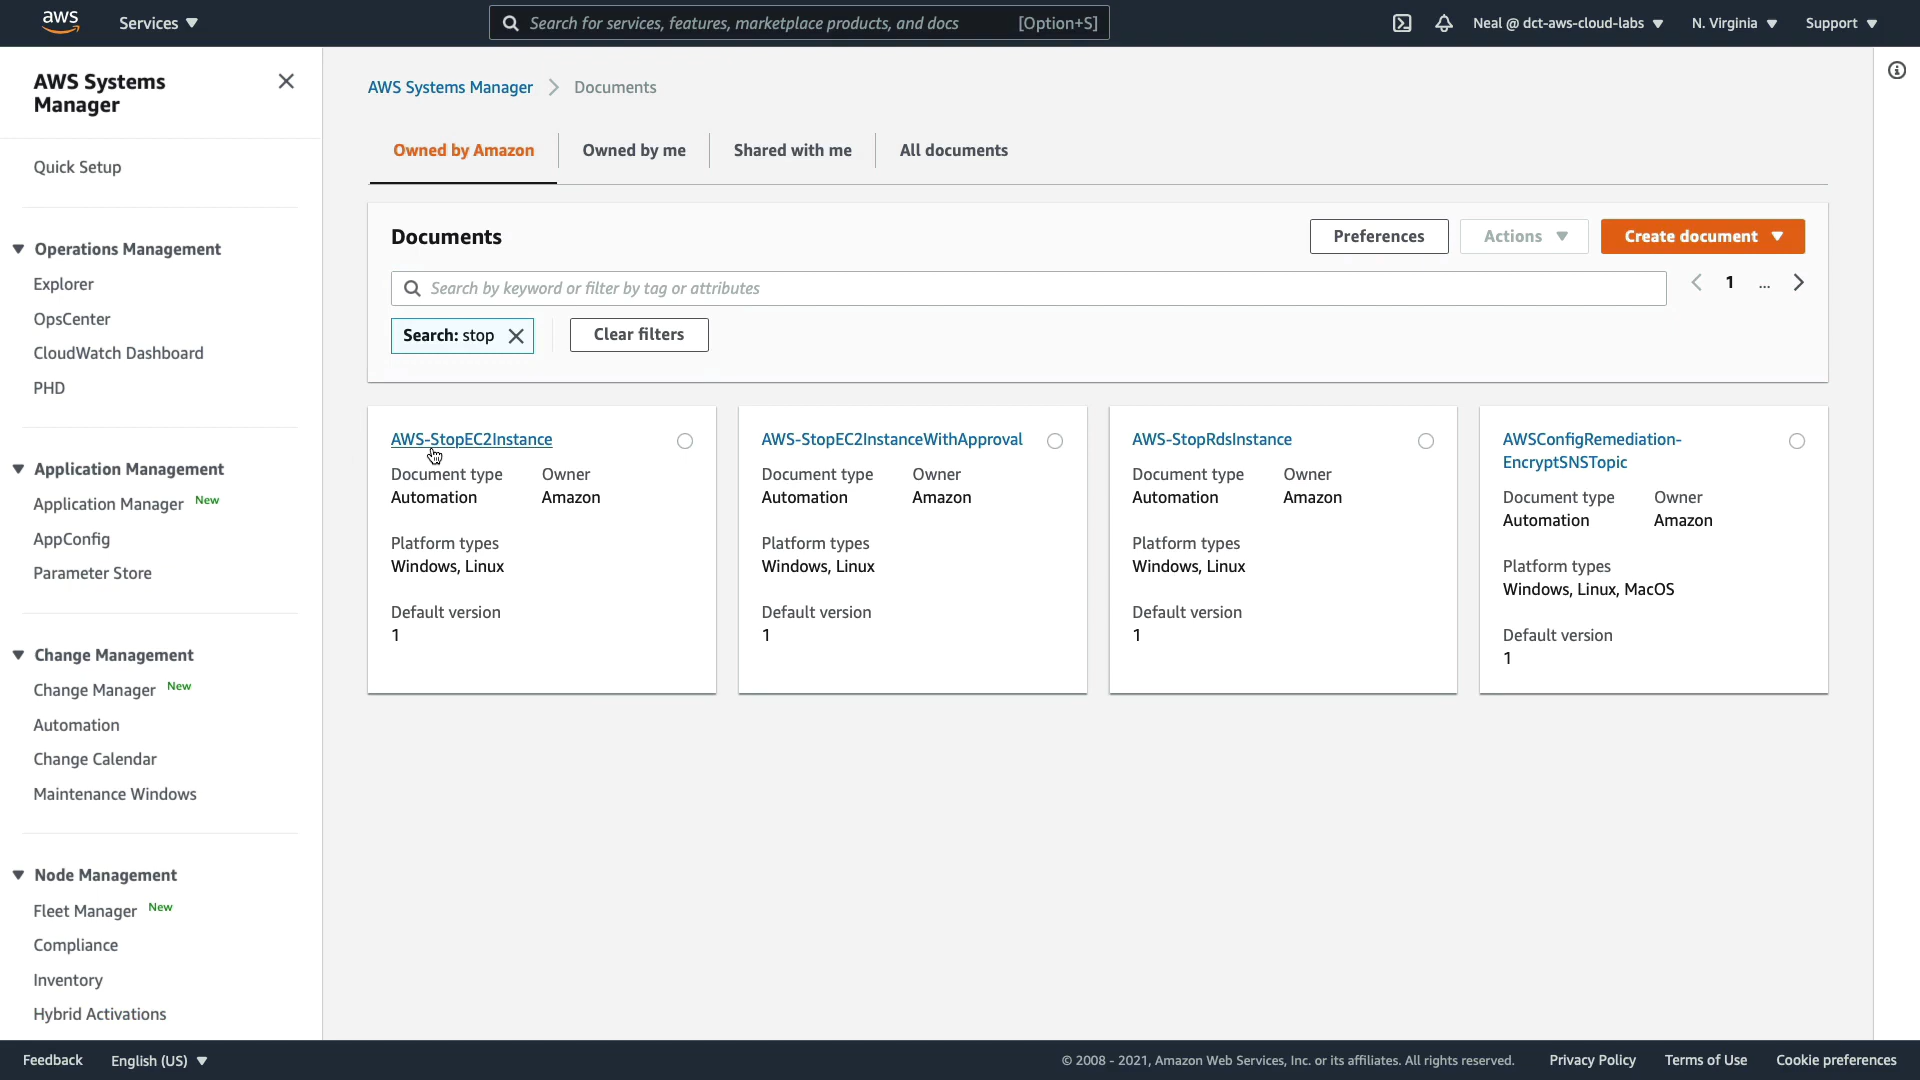 aws
Services
Search for services, features, marketplace products, and docs [Option+S]
Neal @ dct-aws-cloud-labs
N. Virginia
Support
AWS Systems
Manager
Quick Setup
Operations Management
Explorer
OpsCenter
CloudWatch Dashboard
PHD
Application Management
Application Manager New
AppConfig
Parameter Store
Change Management
Change Manager New
Automation
Change Calendar
Maintenance Windows
Node Management
Fleet Manager New
Compliance
Inventory
Hybrid Activations
AWS Systems Manager > Documents
Owned by Amazon
Owned by me
Shared with me
All documents
Documents
Preferences
Actions
Create document
Search by keyword or filter by tag or attributes
1 ...
Search: stop
Clear filters
AWS-StopEC2Instance
Document type Owner
Automation Amazon
Platform types
Windows, Linux
Default version
1
AWS-StopEC2InstanceWithApproval
Document type Owner
Automation Amazon
Platform types
Windows, Linux
Default version
1
AWS-StopRdsInstance
Document type Owner
Automation Amazon
Platform types
Windows, Linux
Default version
1
AWSConfigRemediation-
EncryptSNSTopic
Document type Owner
Automation Amazon
Platform types
Windows, Linux, MacOS
Default version
1
Feedback
English (US)
© 2008 - 2021, Amazon Web Services, Inc. or its affiliates. All rights reserved.
Privacy Policy
Terms of Use
Cookie preferences